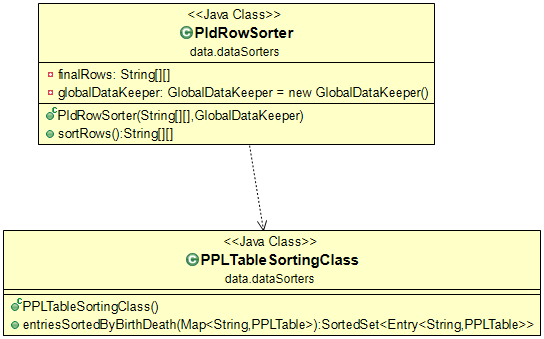 <<Java Class>>
PldRowSorter
data.dataSorters
finalRows: String[][]
globalDataKeeper: GlobalDataKeeper = new GlobalDataKeeper()
PldRowSorter(String[][],GlobalDataKeeper)
sortRows():String[][]
<<Java Class>>
PPLTableSortingClass
data.dataSorters
PPLTableSortingClass()
entriesSortedByBirthDeath(Map<String,PPLTable>):SortedSet<Entry<String,PPLTable>>